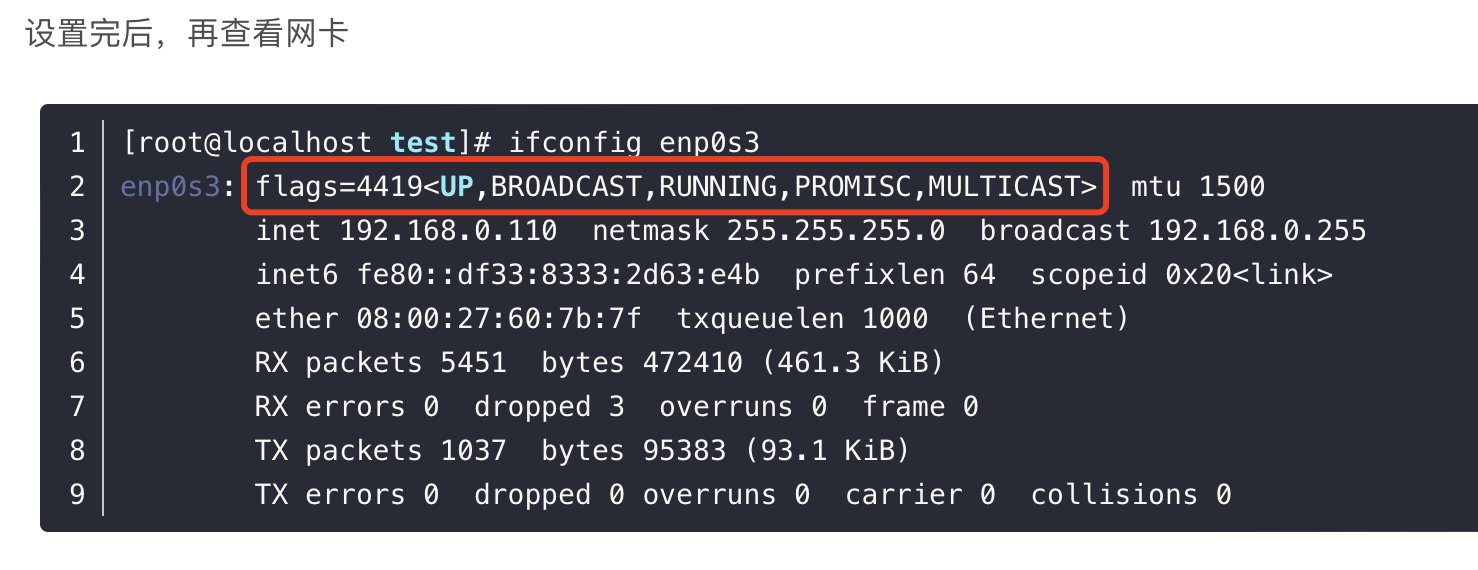 设置完后，再查看网卡
1 [root@localhost test]# ifconfig enp0s3
2 enp0s3: flags=4419<UP,BROADCAST,RUNNING,PROMISC,MULTICAST>  mtu 1500
3         inet 192.168.0.110  netmask 255.255.255.0  broadcast 192.168.0.255
4         inet6 fe80::df33:8333:2d63:e4b  prefixlen 64  scopeid 0x20<link>
5         ether 08:00:27:60:7b:7f  txqueuelen 1000  (Ethernet)
6         RX packets 5451  bytes 472410 (461.3 KiB)
7         RX errors 0  dropped 3  overruns 0  frame 0
8         TX packets 1037  bytes 95383 (93.1 KiB)
9         TX errors 0  dropped 0 overruns 0  carrier 0  collisions 0